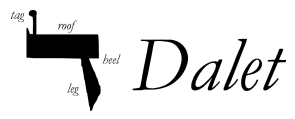 tag
roof
heel
leg
ד
Dalet